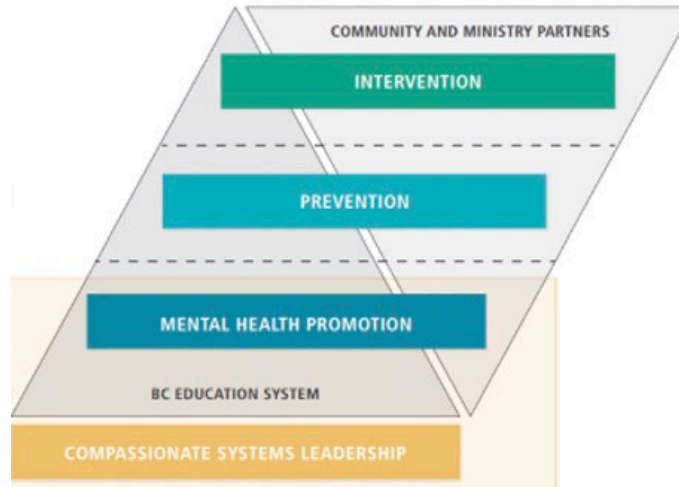 COMMUNITY AND MINISTRY PARTNERS
INTERVENTION
PREVENTION
MENTAL HEALTH PROMOTION
BC EDUCATION SYSTEM
COMPASSIONATE SYSTEMS LEADERSHIP